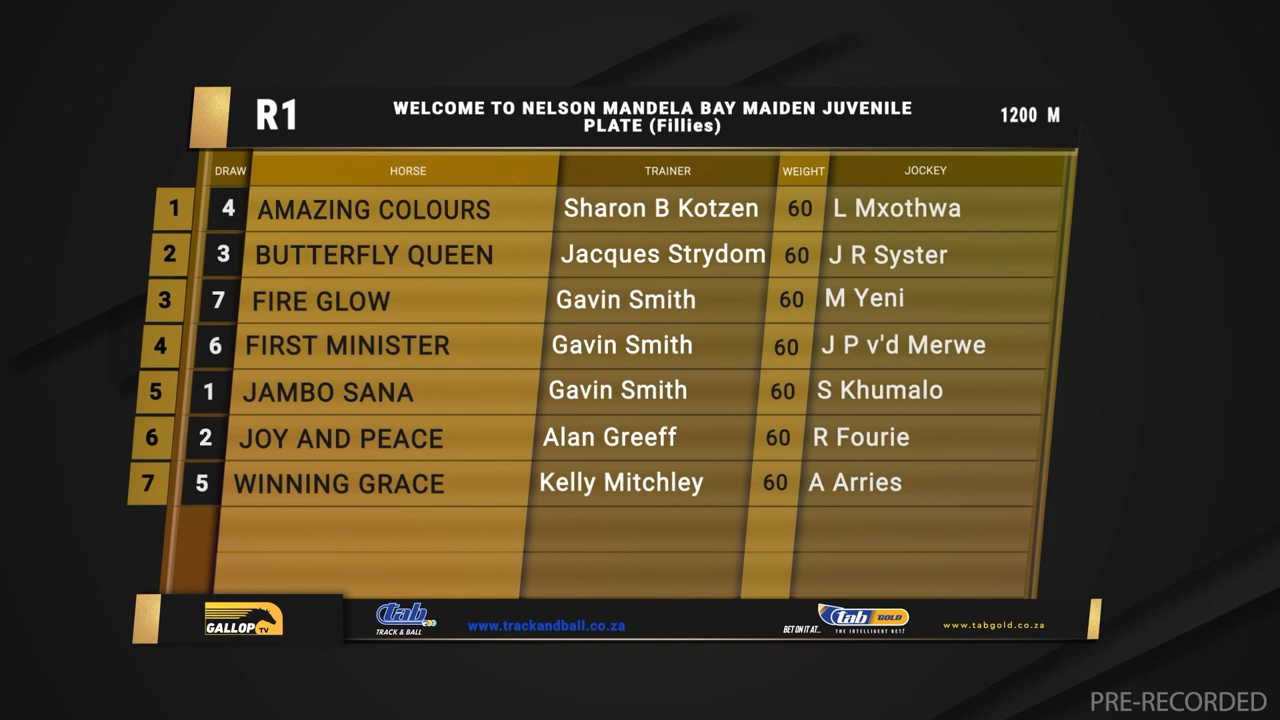 R1
WELCOME TO NELSON MANDELA BAY MAIDEN JUVENILE
PLATE (Fillies)
1200 M
DRAW HORSE TRAINER WEIGHT JOCKEY
1 4 AMAZING COLOURS Sharon B Kotzen 60 L Mxothwa
2 3 BUTTERFLY QUEEN Jacques Strydom 60 J R Syster
3 7 FIRE GLOW Gavin Smith 60 M Yeni
4 6 FIRST MINISTER Gavin Smith 60 J P v'd Merwe
5 1 JAMBO SANA Gavin Smith 60 S Khumalo
6 2 JOY AND PEACE Alan Greeff 60 R Fourie
7 5 WINNING GRACE Kelly Mitchley 60 A Arries
GALLOP TV
tab
TRACK & BALL
www.trackandball.co.za
BET ON IT AT...
tab GOLD
THE INTELLIGENT BET!
www.tabgold.co.za
PRE-RECORDED